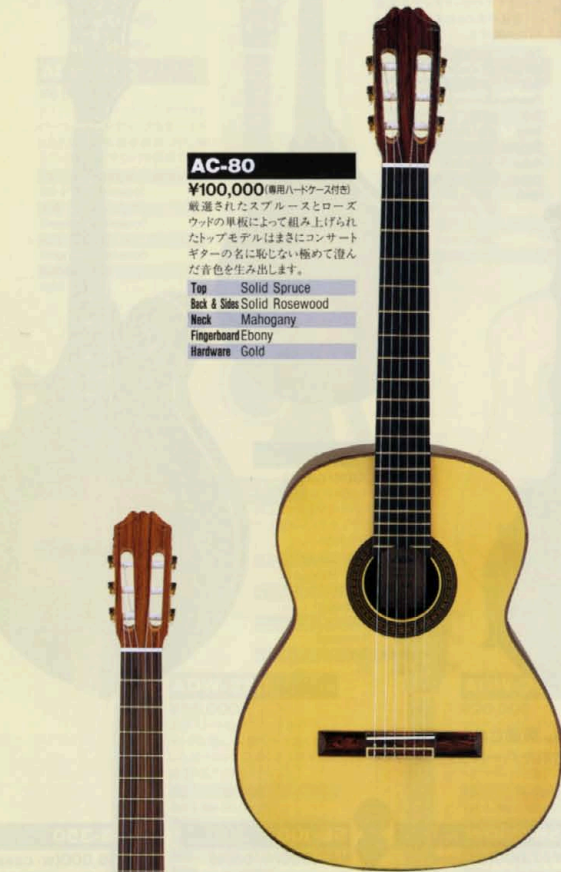 AC-80
¥100,000(専用ハードケース付き)
厳選されたスプルースとローズ
ウッドの単板によって組み上げられ
たトップモデルはまさにコンサート
ギターの名に恥じない極めて澄ん
だ音色を生み出します。
Top Solid Spruce
Back & Sides Solid Rosewood
Neck Mahogany
Fingerboard Ebony
Hardware Gold